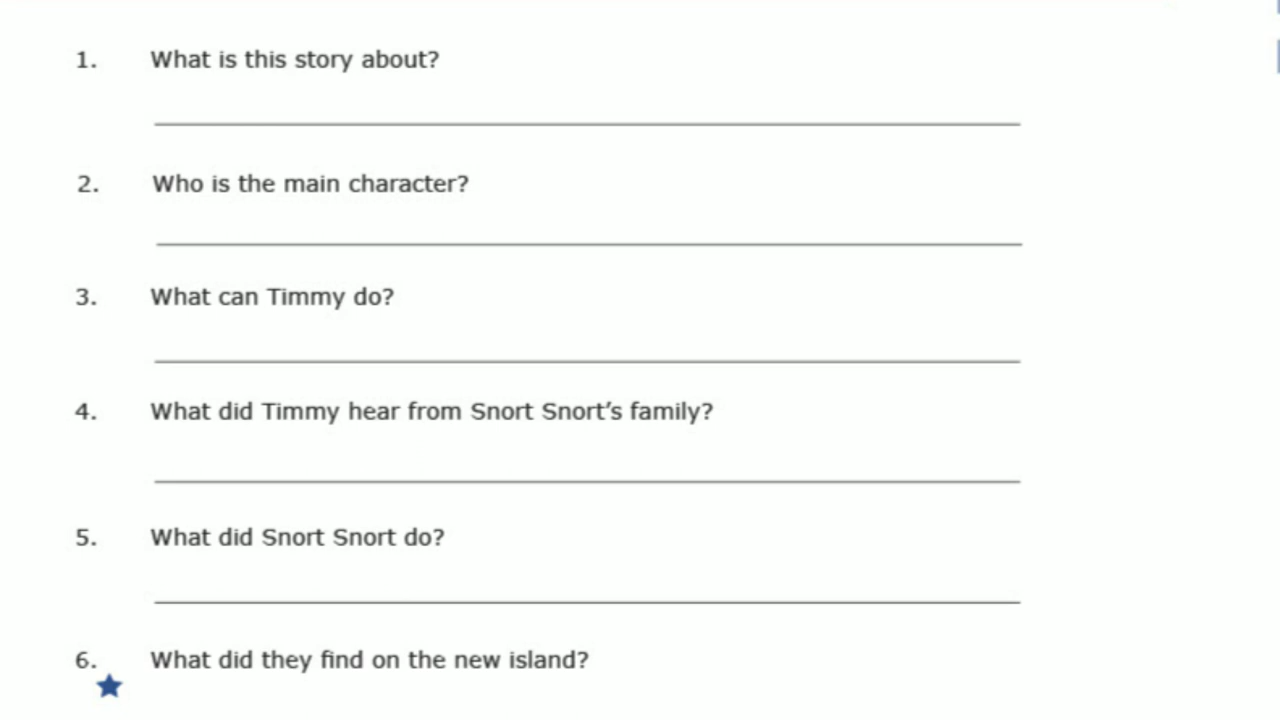 1. What is this story about?
2. Who is the main character?
3. What can Timmy do?
4. What did Timmy hear from Snort Snort’s family?
5. What did Snort Snort do?
6. What did they find on the new island?